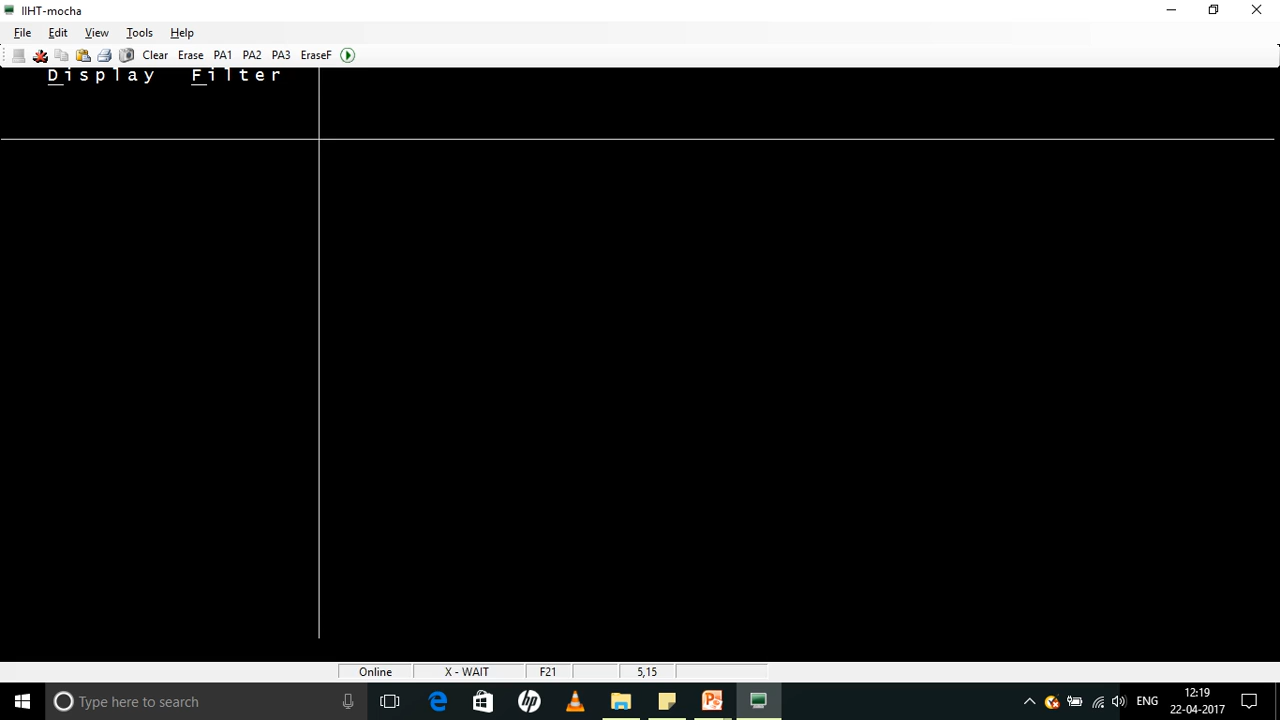 IIHT-mocha
File Edit View Tools Help
Clear Erase PA1 PA2 PA3 EraseF
Display Filter
Online X - WAIT F21 5,15
Type here to search
ENG
12:19
22-04-2017